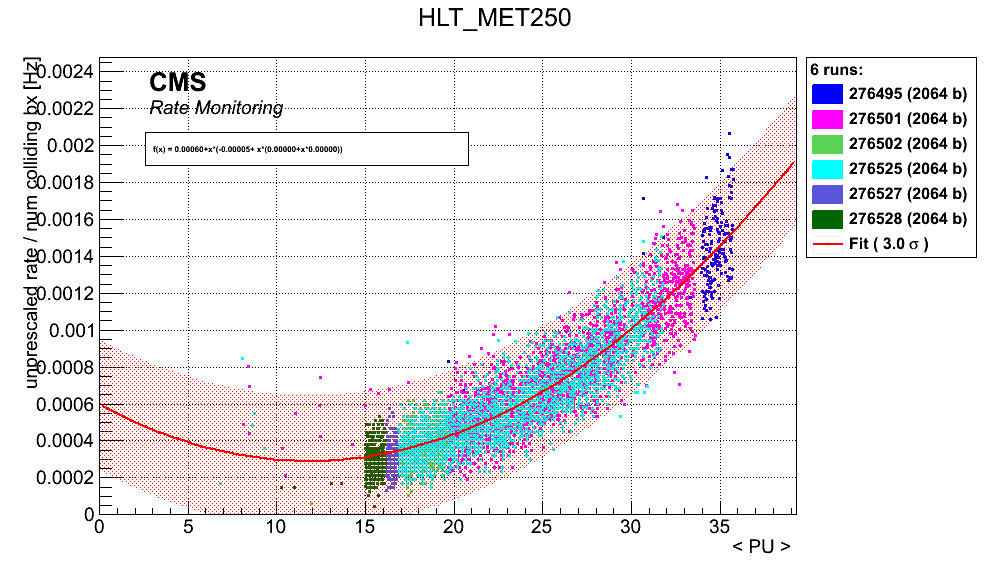 HLT_MET250
unprescaled rate / num colliding bx [Hz]
0.0024
0.0022
0.002
0.0018
0.0016
0.0014
0.0012
0.001
0.0008
0.0006
0.0004
0.0002
0
CMS
Rate Monitoring
f(x) = 0.00060+x*(-0.00005+ x*(0.00000+x*0.00000))
0 5 10 15 20 25 30 35
< PU >
6 runs:
276495 (2064 b)
276501 (2064 b)
276502 (2064 b)
276525 (2064 b)
276527 (2064 b)
276528 (2064 b)
Fit ( 3.0 σ )